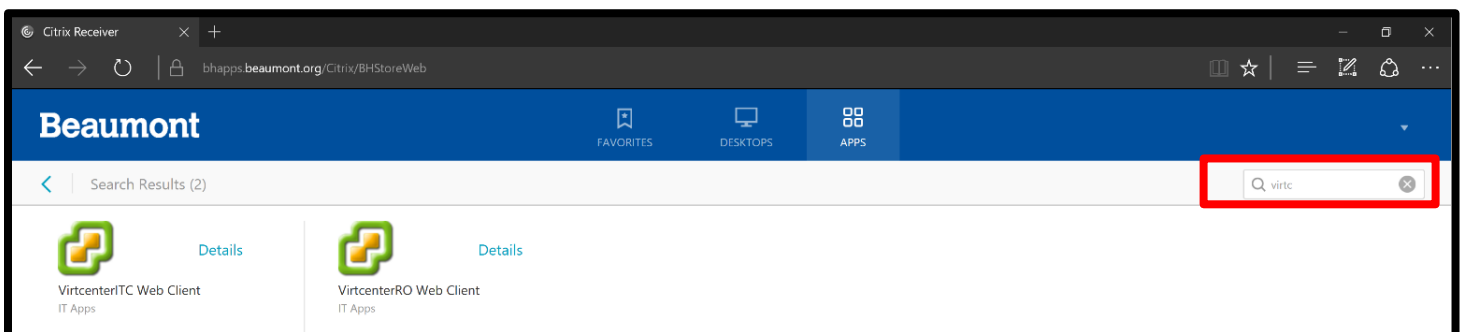 Citrix Receiver
bhapps.beaumont.org/Citrix/BHStoreWeb
Beaumont
FAVORITES
DESKTOPS
APPS
Search Results (2)
virtc
Details
VirtcenterITC Web Client
IT Apps
Details
VirtcenterRO Web Client
IT Apps